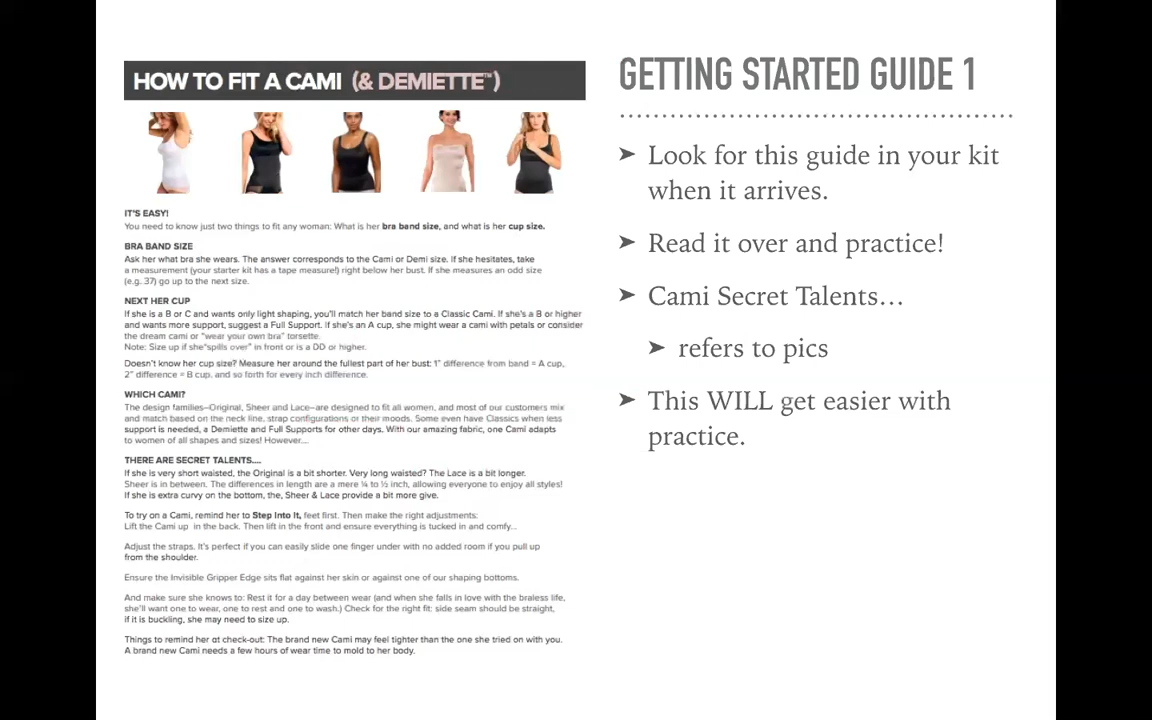 HOW TO FIT A CAMI (& DEMIETTE™)
IT'S EASY!
You need to know just two things to fit any woman: What is her bra band size, and what is her cup size.
BRA BAND SIZE
Ask her what bra she wears. The answer corresponds to the Cami or Demi size. If she hesitates, take
a measurement (your starter kit has a tape measure!) right below her bust. If she measures an odd size
(e.g. 37) go up to the next size.
NEXT HER CUP
If she is a B or C and wants only light shaping, you'll match her band size to a Classic Cami. If she's a B or higher
and wants more support, suggest a Full Support. If she's an A cup, she might wear a cami with petals or consider
the dream cami or "wear your own bra" torsette.
Note: Size up if she"spills over" in front or is a DD or higher.
Doesn't know her cup size? Measure her around the fullest part of her bust: 1" difference from band = A cup,
2" difference = B cup, and so forth for every inch difference.
WHICH CAMI?
The design families—Original, Sheer and Lace—are designed to fit all women, and most of our customers mix
and match based on the neck line, strap configurations or their moods. Some even have Classics when less
support is needed, a Demiette and Full Supports for other days. With our amazing fabric, one Cami adapts
to women of all shapes and sizes! However....
THERE ARE SECRET TALENTS....
If she is very short waisted, the Original is a bit shorter. Very long waisted? The Lace is a bit longer.
Sheer is in between. The differences in length are a mere ¼ to ½ inch, allowing everyone to enjoy all styles!
If she is extra curvy on the bottom, the, Sheer & Lace provide a bit more give.
To try on a Cami, remind her to Step Into It, feet first. Then make the right adjustments:
Lift the Cami up in the back. Then lift in the front and ensure everything is tucked in and comfy...
Adjust the straps. It's perfect if you can easily slide one finger under with no added room if you pull up
from the shoulder.
Ensure the Invisible Gripper Edge sits flat against her skin or against one of our shaping bottoms.
And make sure she knows to: Rest it for a day between wear (and when she falls in love with the braless life,
she'll want one to wear, one to rest and one to wash.) Check for the right fit: side seam should be straight,
if it is buckling, she may need to size up.
Things to remind her at check-out: The brand new Cami may feel tighter than the one she tried on with you.
A brand new Cami needs a few hours of wear time to mold to her body.
GETTING STARTED GUIDE 1
➤ Look for this guide in your kit
when it arrives.
➤ Read it over and practice!
➤ Cami Secret Talents…
➤ refers to pics
➤ This WILL get easier with
practice.